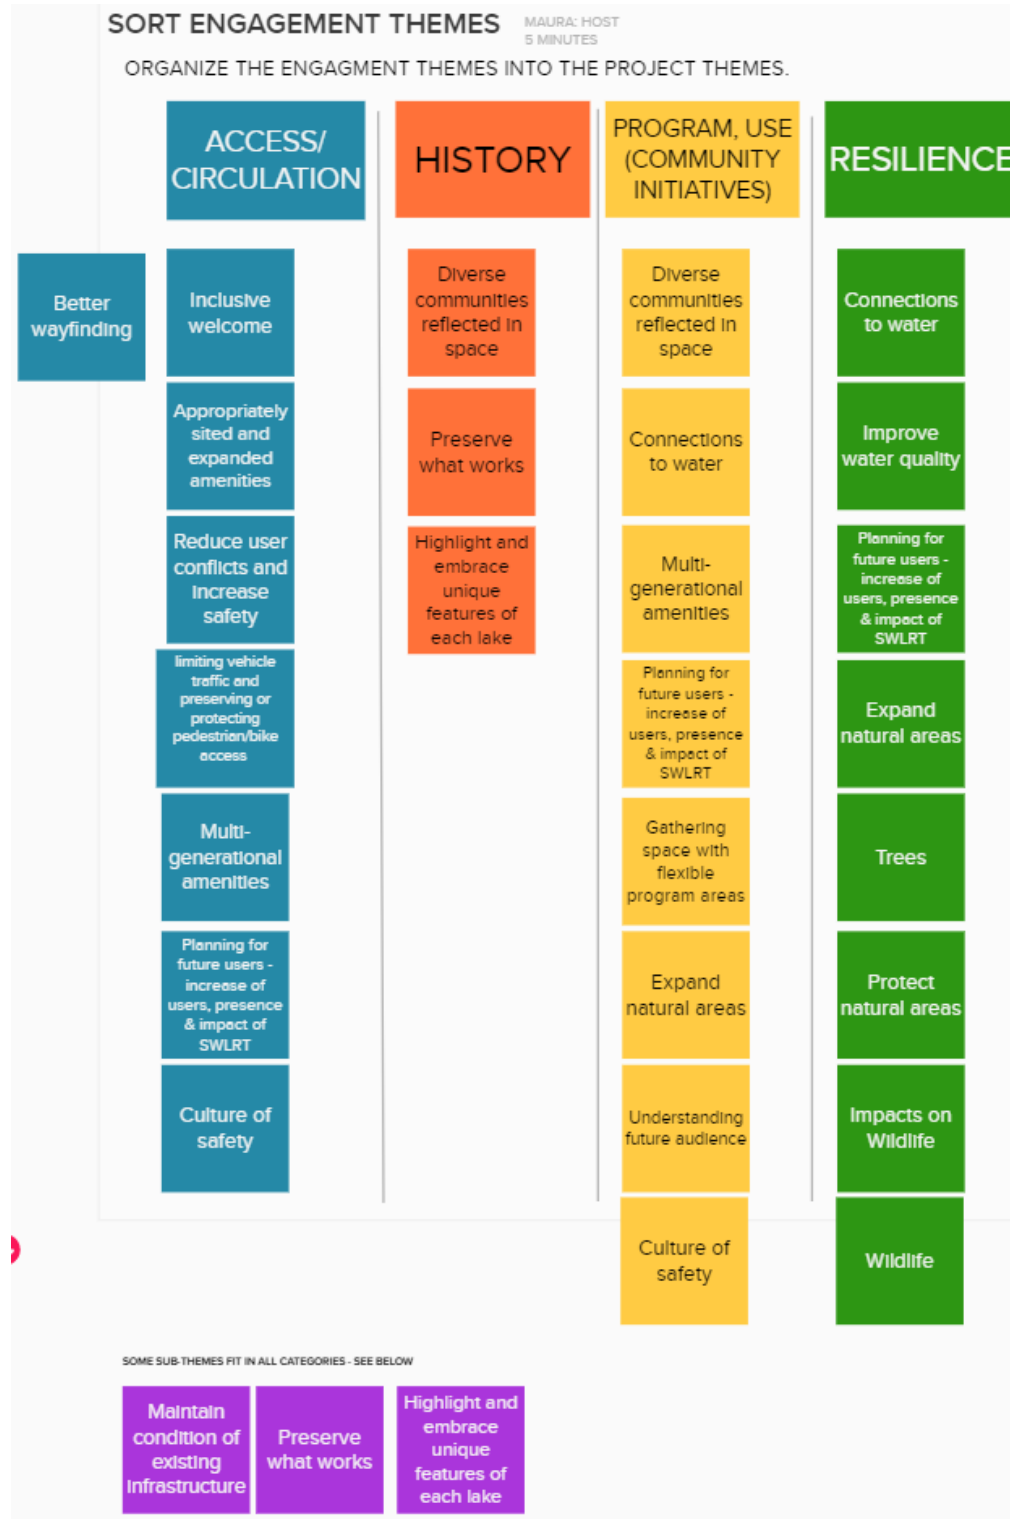 SORT ENGAGEMENT THEMES
MAURA: HOST
5 MINUTES
ORGANIZE THE ENGAGMENT THEMES INTO THE PROJECT THEMES.
ACCESS/
CIRCULATION
HISTORY
PROGRAM, USE
(COMMUNITY
INITIATIVES)
RESILIENCE
Better
wayfinding
Inclusive
welcome
Appropriately
sited and
expanded
amenities
Reduce user
conflicts and
increase
safety
limiting vehicle
traffic and
preserving or
protecting
pedestrian/bike
access
Multi-
generational
amenities
Planning for
future users -
increase of
users, presence
& impact of
SWLRT
Culture of
safety
Diverse
communities
reflected in
space
Preserve
what works
Highlight and
embrace
unique
features of
each lake
Diverse
communities
reflected in
space
Connections
to water
Multi-
generational
amenities
Planning for
future users -
increase of
users, presence
& impact of
SWLRT
Gathering
space with
flexible
program areas
Expand
natural areas
Understanding
future audience
Culture of
safety
Connections
to water
Improve
water quality
Planning for
future users -
increase of
users, presence
& impact of
SWLRT
Expand
natural areas
Trees
Protect
natural areas
Impacts on
Wildlife
Wildlife
SOME SUB-THEMES FIT IN ALL CATEGORIES - SEE BELOW
Maintain
condition of
existing
infrastructure
Preserve
what works
Highlight and
embrace
unique
features of
each lake